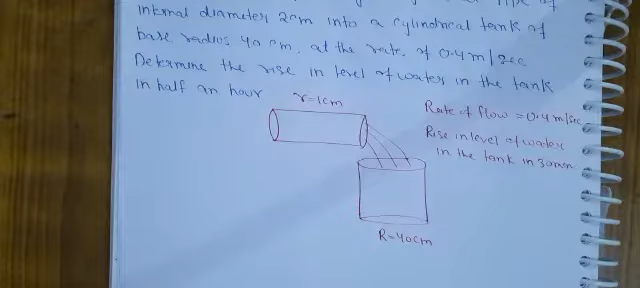 of
internal diameter 2cm into a cylindrical tank of
base radius 40 cm, at the rate of 0.4 m/sec
Determine the rise in level of water in the tank
in half an hour
r=1cm
Rate of flow = 0.4 m/sec
Rise in level of water
in the tank in 30min
R=40cm